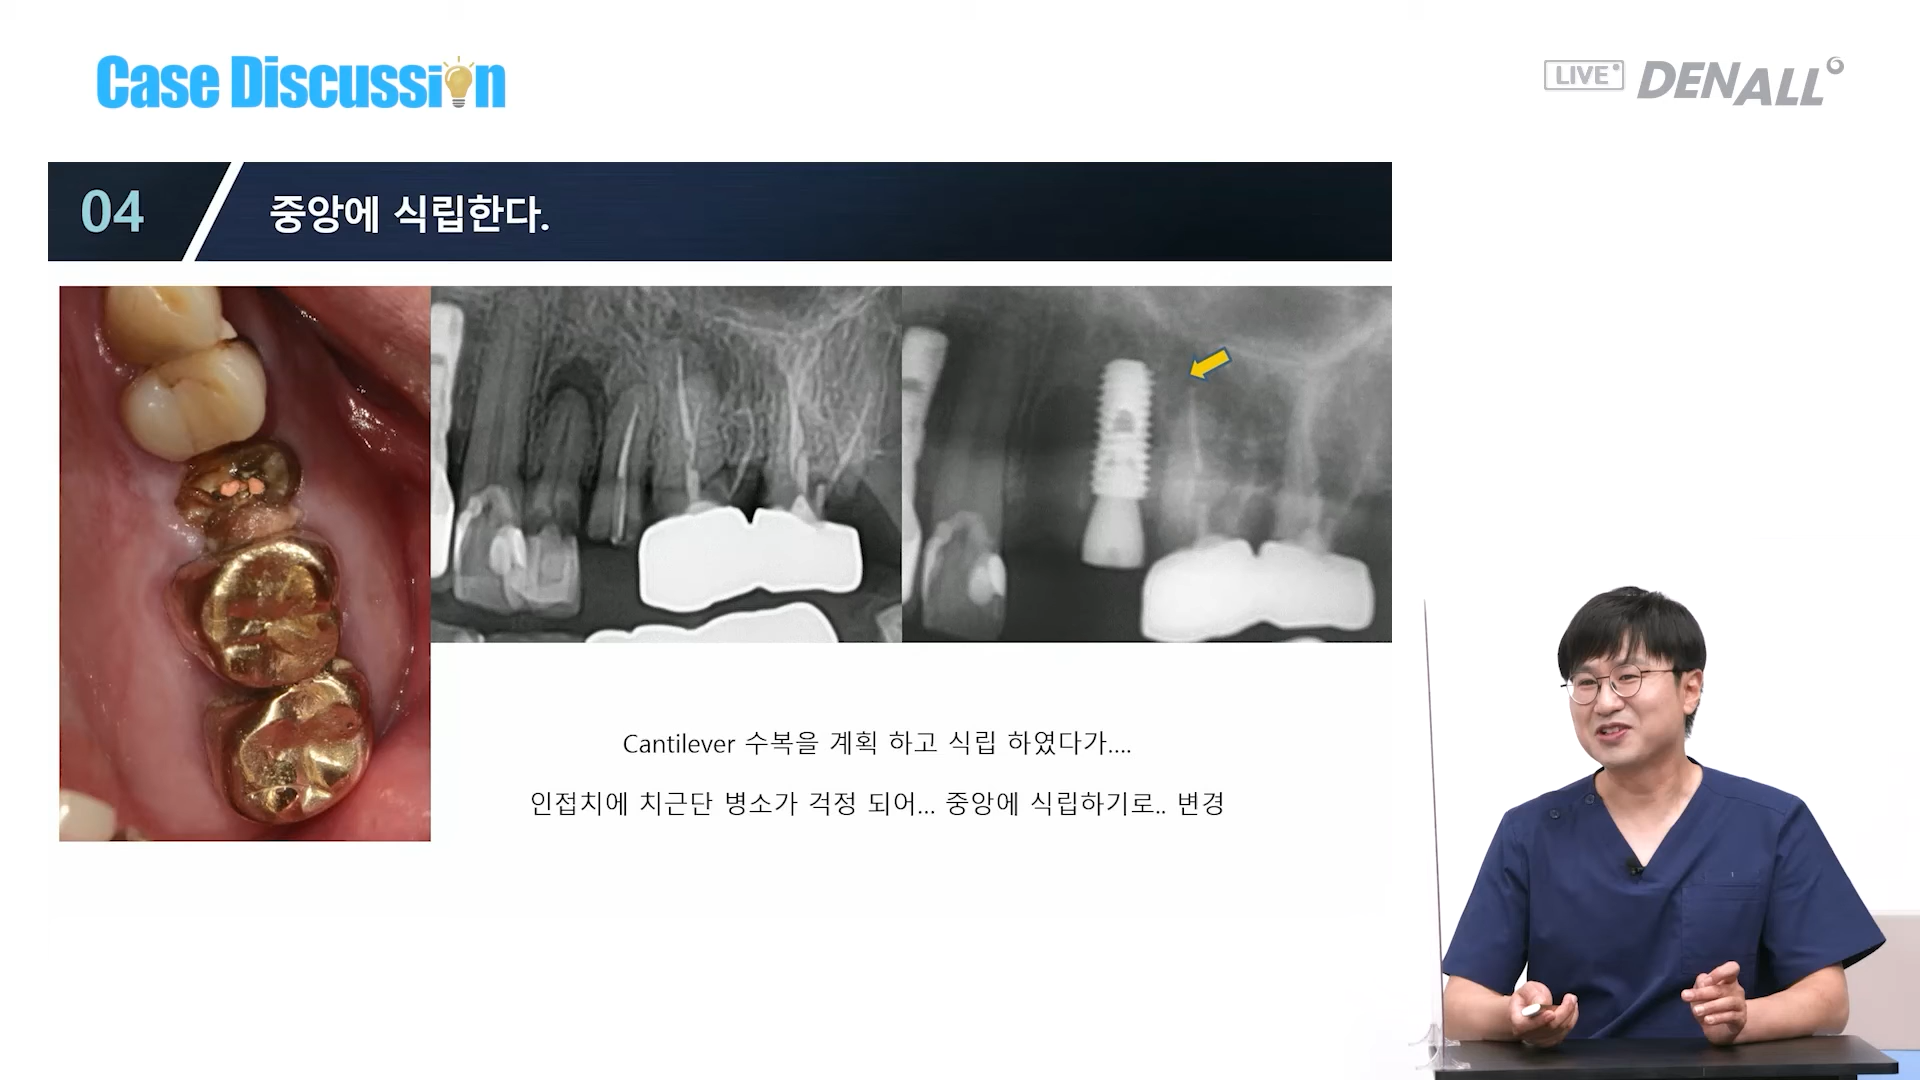 Case Discussion
LIVE DENALL
04 중앙에 식립한다.
Cantilever 수복을 계획 하고 식립 하였다가....
인접치에 치근단 병소가 걱정 되어... 중앙에 식립하기로.. 변경